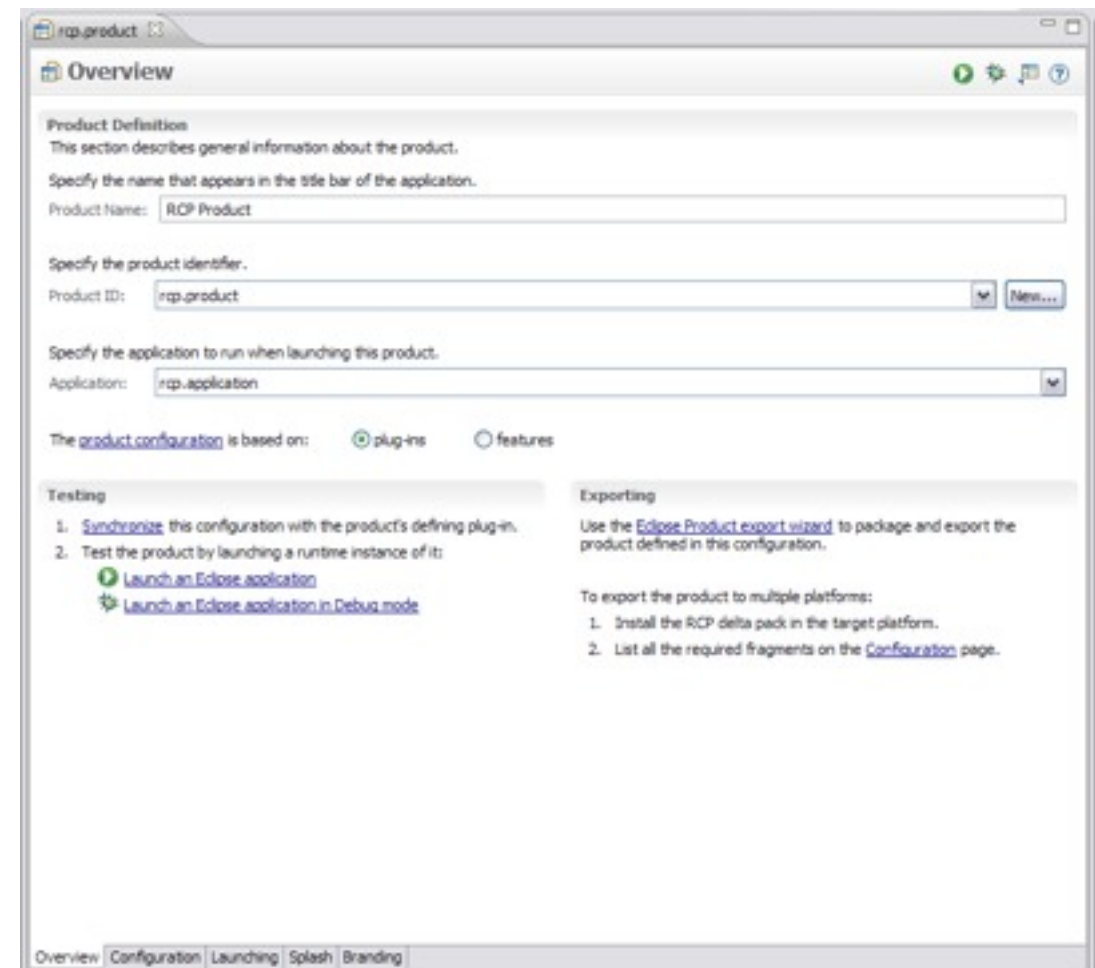 rcp.product
Overview
Product Definition
This section describes general information about the product.
Specify the name that appears in the title bar of the application.
Product Name: RCP Product
Specify the product identifier.
Product ID: rcp.product New...
Specify the application to run when launching this product.
Application: rcp.application
The product configuration is based on: plug-ins features
Testing
1. Synchronize this configuration with the product's defining plug-in.
2. Test the product by launching a runtime instance of it:
Launch an Eclipse application
Launch an Eclipse application in Debug mode
Exporting
Use the Eclipse Product export wizard to package and export the
product defined in this configuration.
To export the product to multiple platforms:
1. Install the RCP delta pack in the target platform.
2. List all the required fragments on the Configuration page.
Overview Configuration Launching Splash Branding